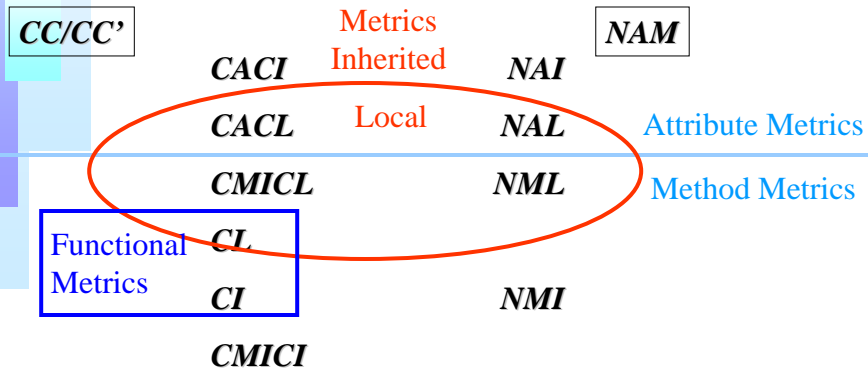 CC/CC’
Metrics
Inherited
NAM
CACI
NAI
CACL
Local
NAL
Attribute Metrics
CMICL
NML
Method Metrics
Functional
Metrics
CL
CI
NMI
CMICI